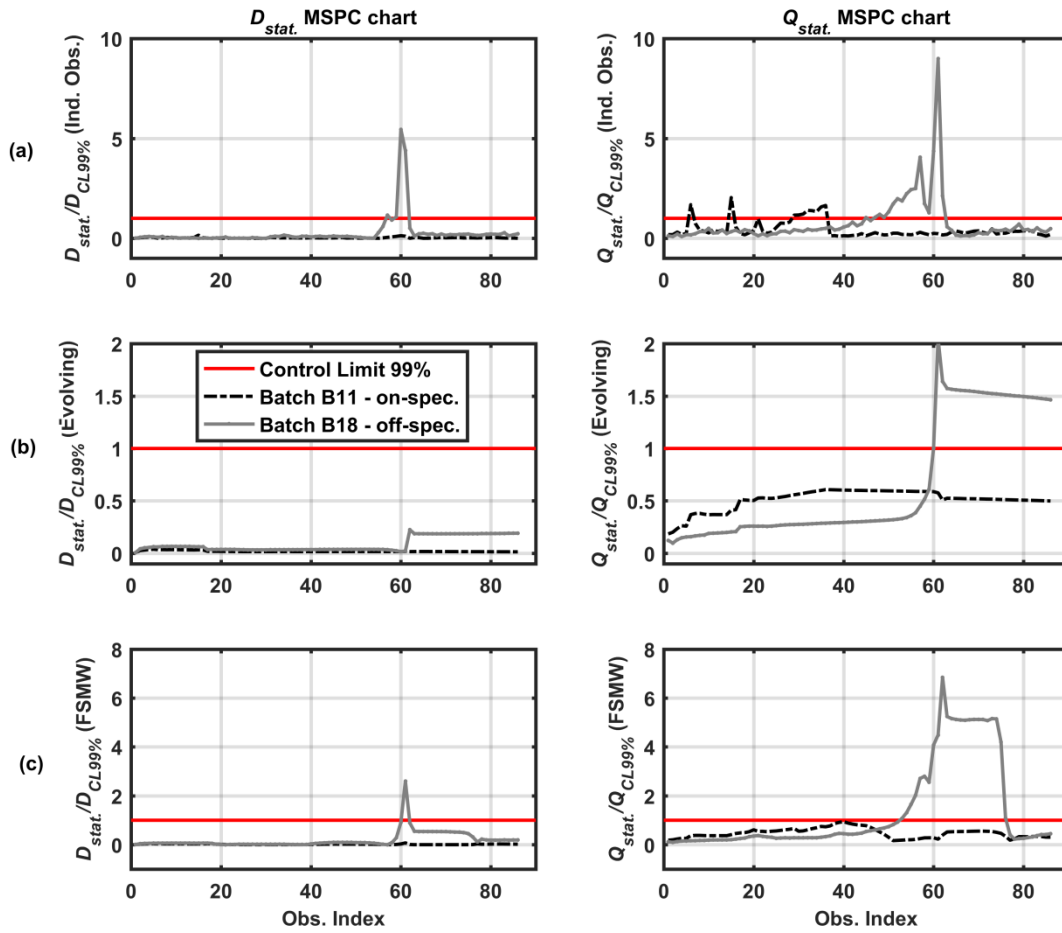 D_stat. MSPC chart
Q_stat. MSPC chart
(a)
D_stat./D_CL99% (Ind. Obs.)
10
5
0
0 20 40 60 80
Q_stat./Q_CL99% (Ind. Obs.)
10
5
0
0 20 40 60 80
(b)
D_stat./D_CL99% (Evolving)
2
1.5
1
0.5
0
Control Limit 99%
Batch B11 - on-spec.
Batch B18 - off-spec.
0 20 40 60 80
Q_stat./Q_CL99% (Evolving)
2
1.5
1
0.5
0
0 20 40 60 80
(c)
D_stat./D_CL99% (FSMW)
8
6
4
2
0
0 20 40 60 80
Obs. Index
Q_stat./Q_CL99% (FSMW)
8
6
4
2
0
0 20 40 60 80
Obs. Index